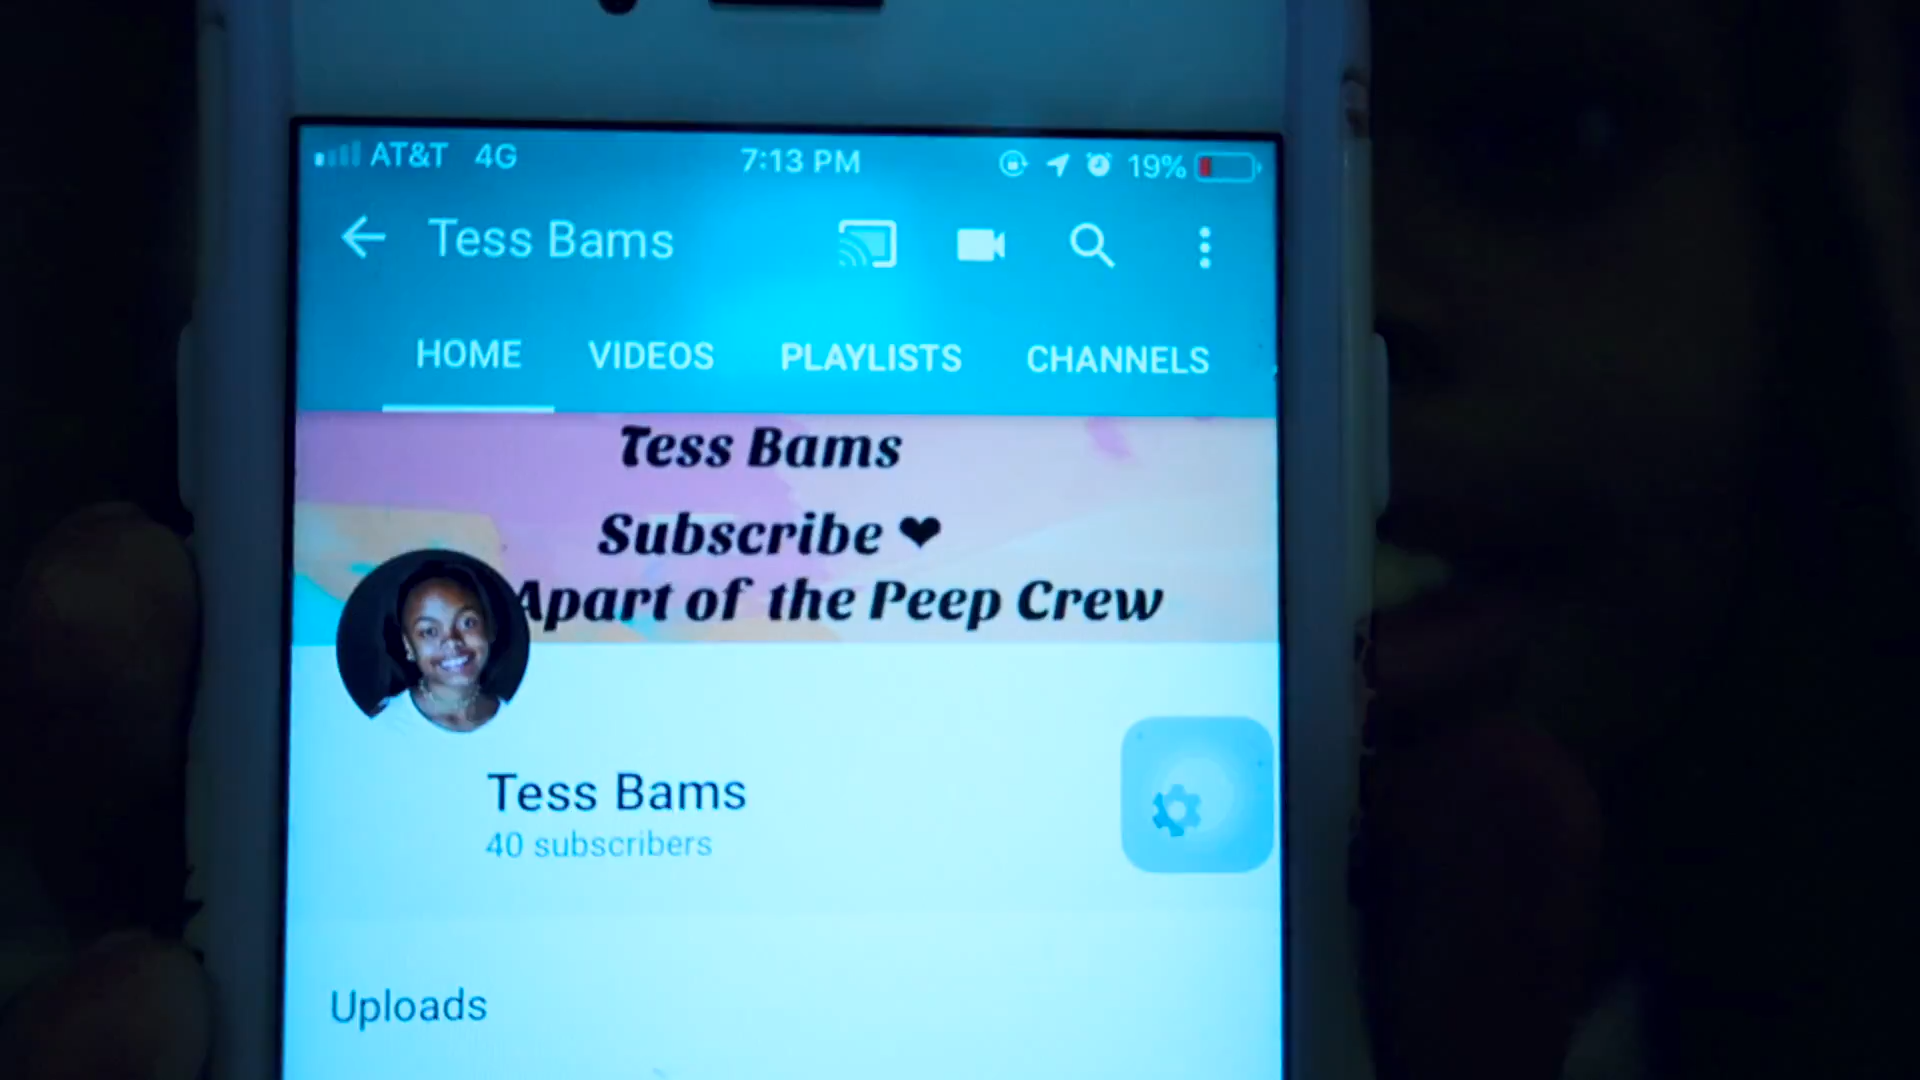 AT&T 4G 7:13 PM 19%
Tess Bams
HOME VIDEOS PLAYLISTS CHANNELS
Tess Bams
Subscribe ❤
Apart of the Peep Crew
Tess Bams
40 subscribers
Uploads